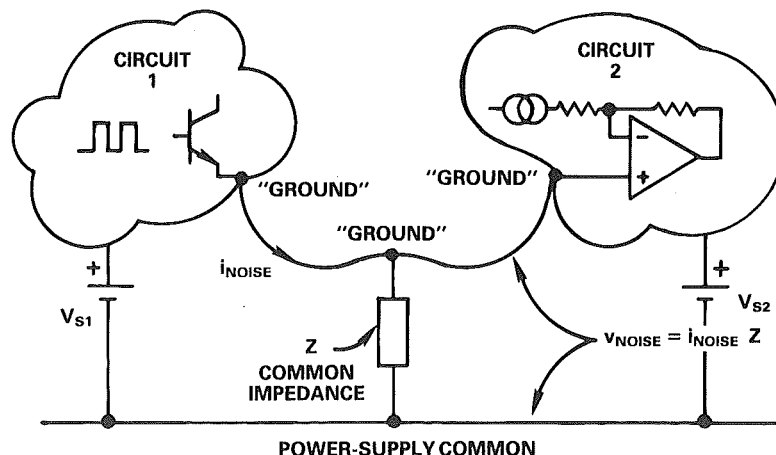 CIRCUIT
1
CIRCUIT
2
−
+
"GROUND"
"GROUND"
"GROUND"
iNOISE
+
VS1
Z
COMMON
IMPEDANCE
+
VS2
vNOISE = iNOISE Z
POWER-SUPPLY COMMON